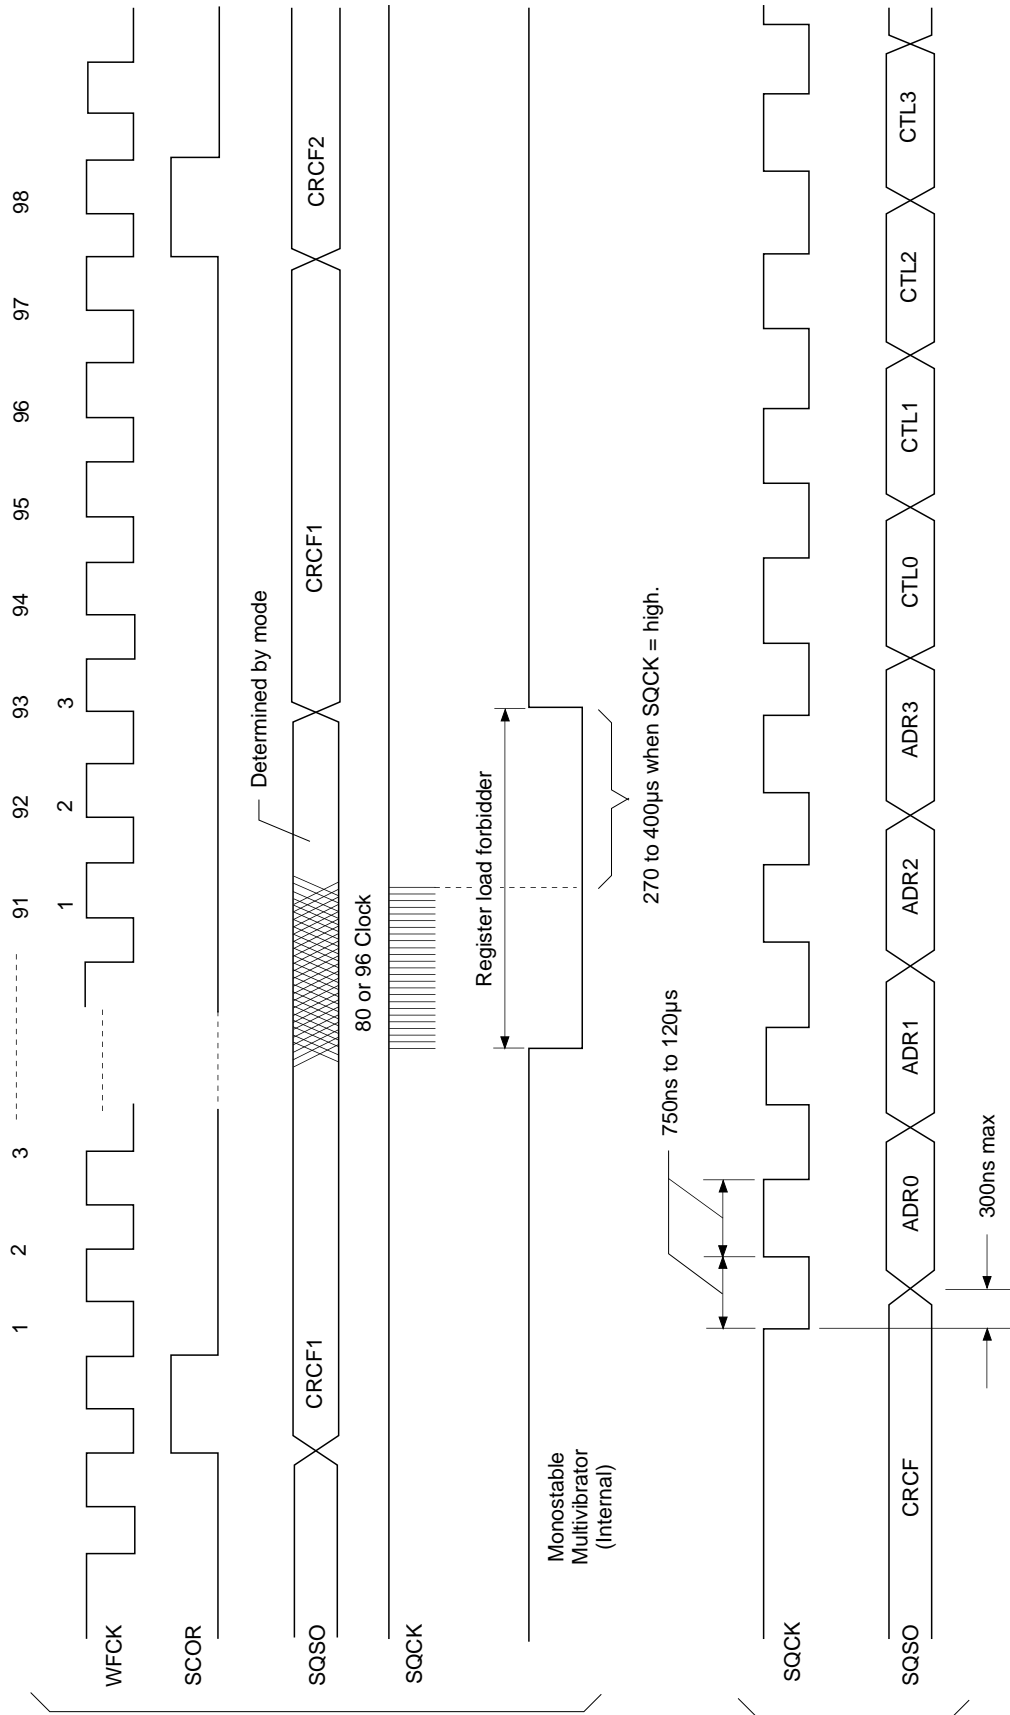 1 2 3 91 92 93 94 95 96 97 98
1 2 3
WFCK
SCOR
Determined by mode
SQSO CRCF1 CRCF1 CRCF2
80 or 96 Clock
SQCK
Register load forbidder
Monostable
Multivibrator
(Internal)
270 to 400μs when SQCK = high.
750ns to 120μs
SQCK
SQSO CRCF ADR0 ADR1 ADR2 ADR3 CTL0 CTL1 CTL2 CTL3
300ns max